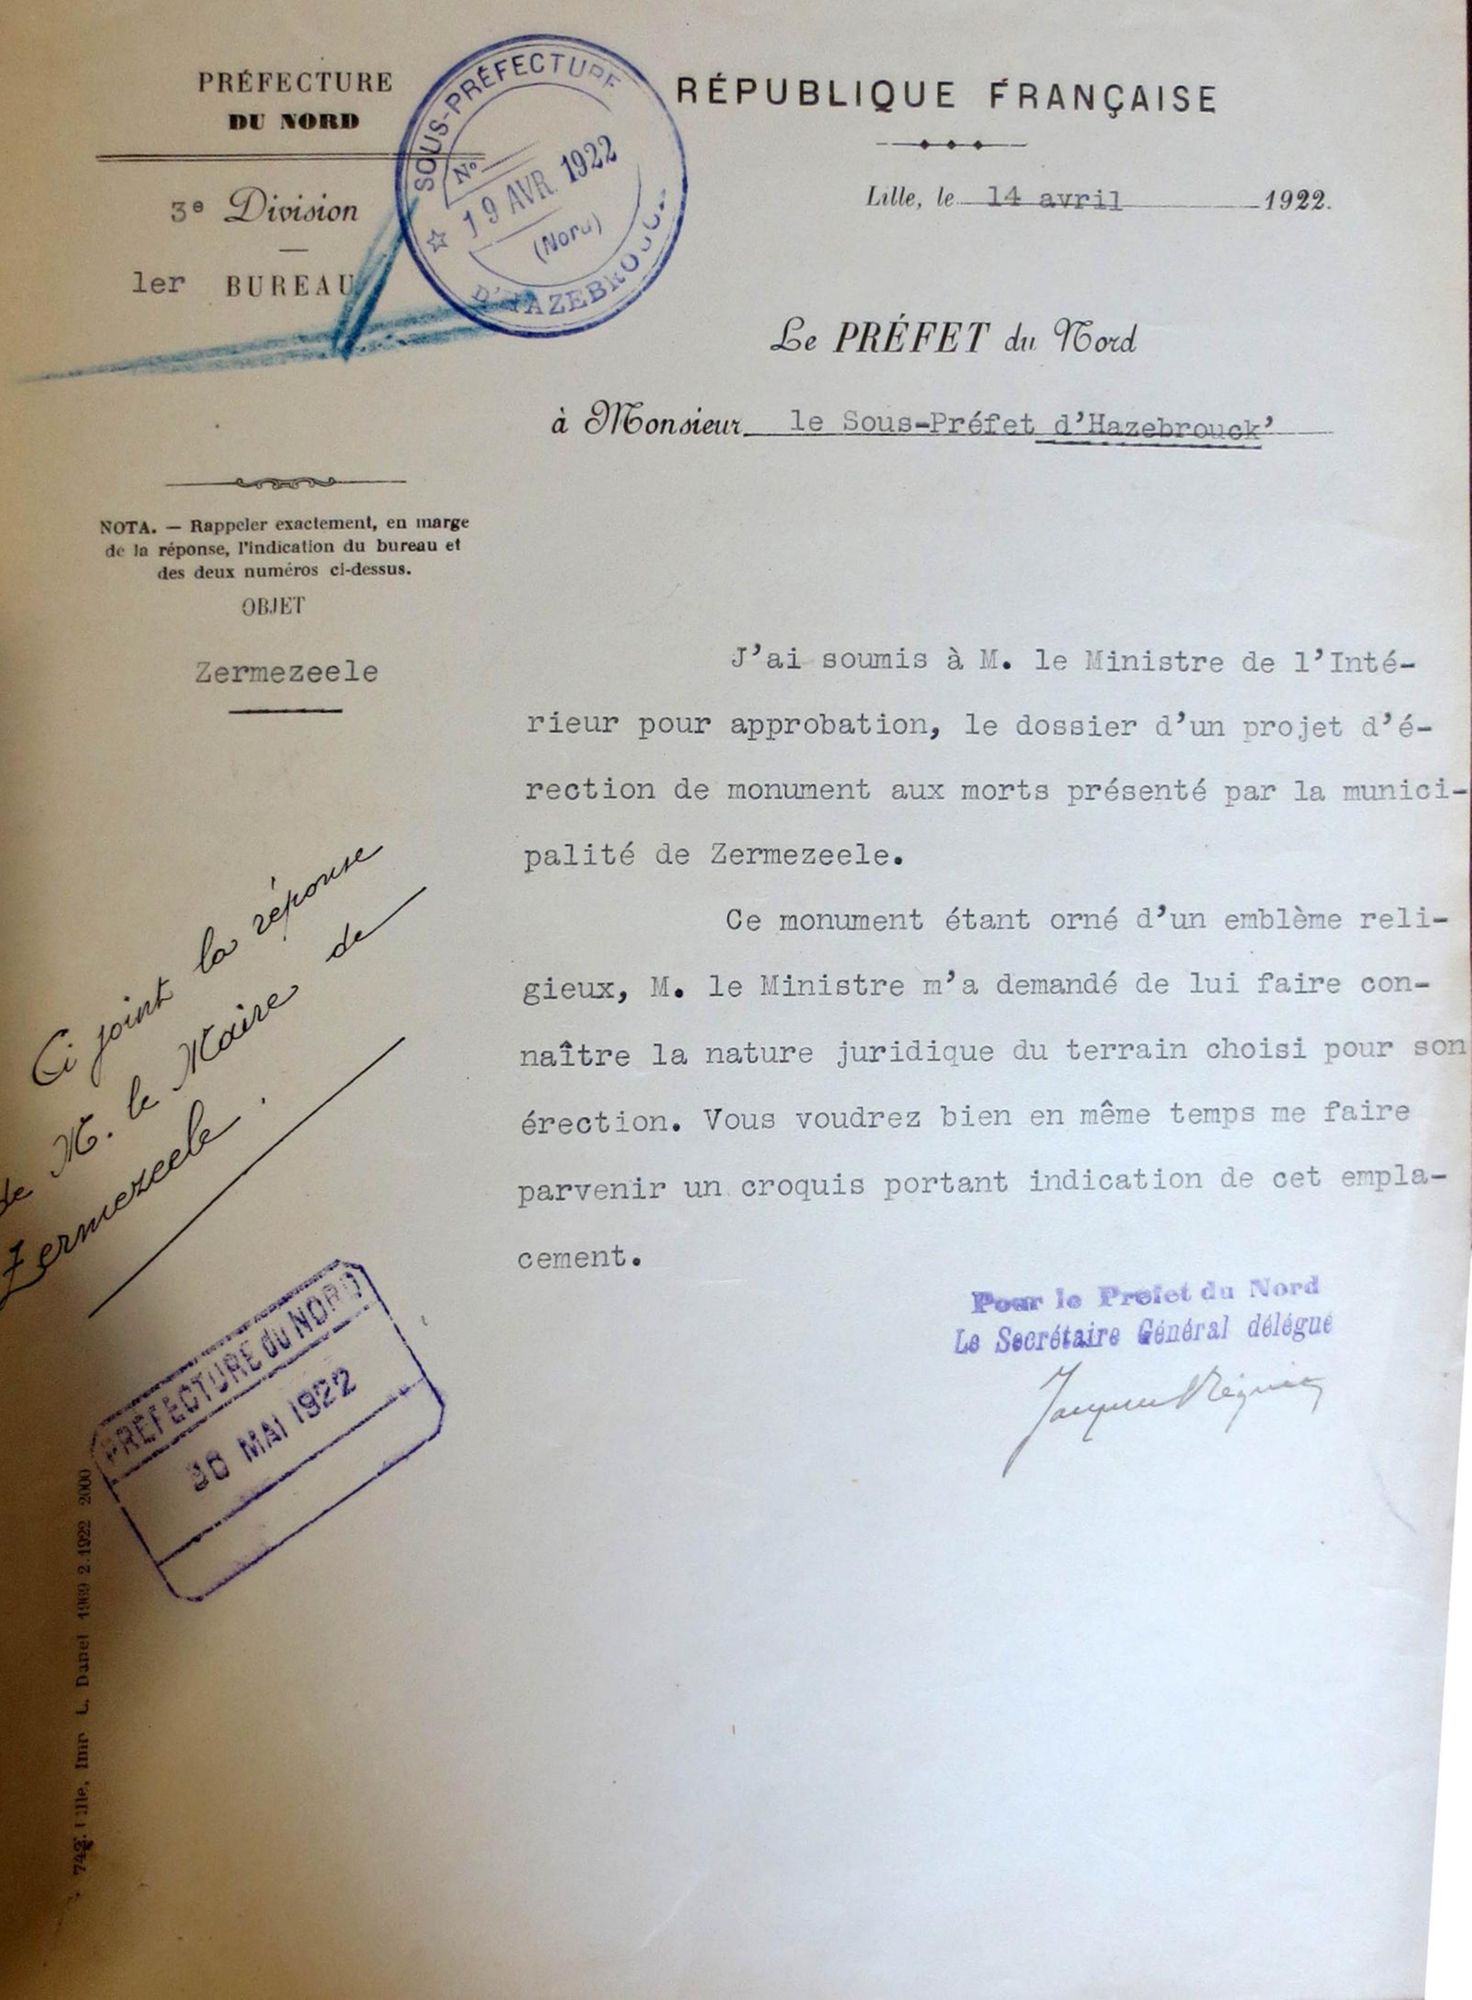 PRÉFECTURE
DU NORD
3e Division
1er BUREAU
SOUS-PRÉFECTURE
No
19 AVR. 1922
(Nord)
D'HAZEBROUCK
RÉPUBLIQUE FRANÇAISE
Lille, le 14 avril 1922.
Le PRÉFET du Nord
à Monsieur le Sous-Préfet d'Hazebrouck'
NOTA. — Rappeler exactement, en marge
de la réponse, l'indication du bureau et
des deux numéros ci-dessus.
OBJET
Zermezeele
J'ai soumis à M. le Ministre de l'Inté-
rieur pour approbation, le dossier d'un projet d'é-
rection de monument aux morts présenté par la munici-
palité de Zermezeele.
Ce monument étant orné d'un emblème reli-
gieux, M. le Ministre m'a demandé de lui faire con-
naître la nature juridique du terrain choisi pour son
érection. Vous voudrez bien en même temps me faire
parvenir un croquis portant indication de cet empla-
cement.
Pour le Prefet du Nord
Le Secrétaire Général délégué
Ci joint la réponse
de M. le Maire de
Zermezeele.
PRÉFECTURE du NORD
MAI 1922
Lille, Imp L. Danel 2.1922 2000